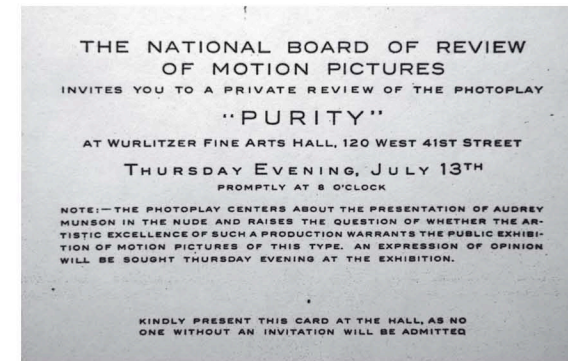 THE NATIONAL BOARD OF REVIEW
OF MOTION PICTURES
INVITES YOU TO A PRIVATE REVIEW OF THE PHOTOPLAY
"PURITY"
AT WURLITZER FINE ARTS HALL, 120 WEST 41ST STREET
THURSDAY EVENING, JULY 13TH
PROMPTLY AT 8 O'CLOCK
NOTE:—THE PHOTOPLAY CENTERS ABOUT THE PRESENTATION OF AUDREY
MUNSON IN THE NUDE AND RAISES THE QUESTION OF WHETHER THE AR-
TISTIC EXCELLENCE OF SUCH A PRODUCTION WARRANTS THE PUBLIC EXHIBI-
TION OF MOTION PICTURES OF THIS TYPE. AN EXPRESSION OF OPINION
WILL BE SOUGHT THURSDAY EVENING AT THE EXHIBITION.
KINDLY PRESENT THIS CARD AT THE HALL, AS NO
ONE WITHOUT AN INVITATION WILL BE ADMITTED